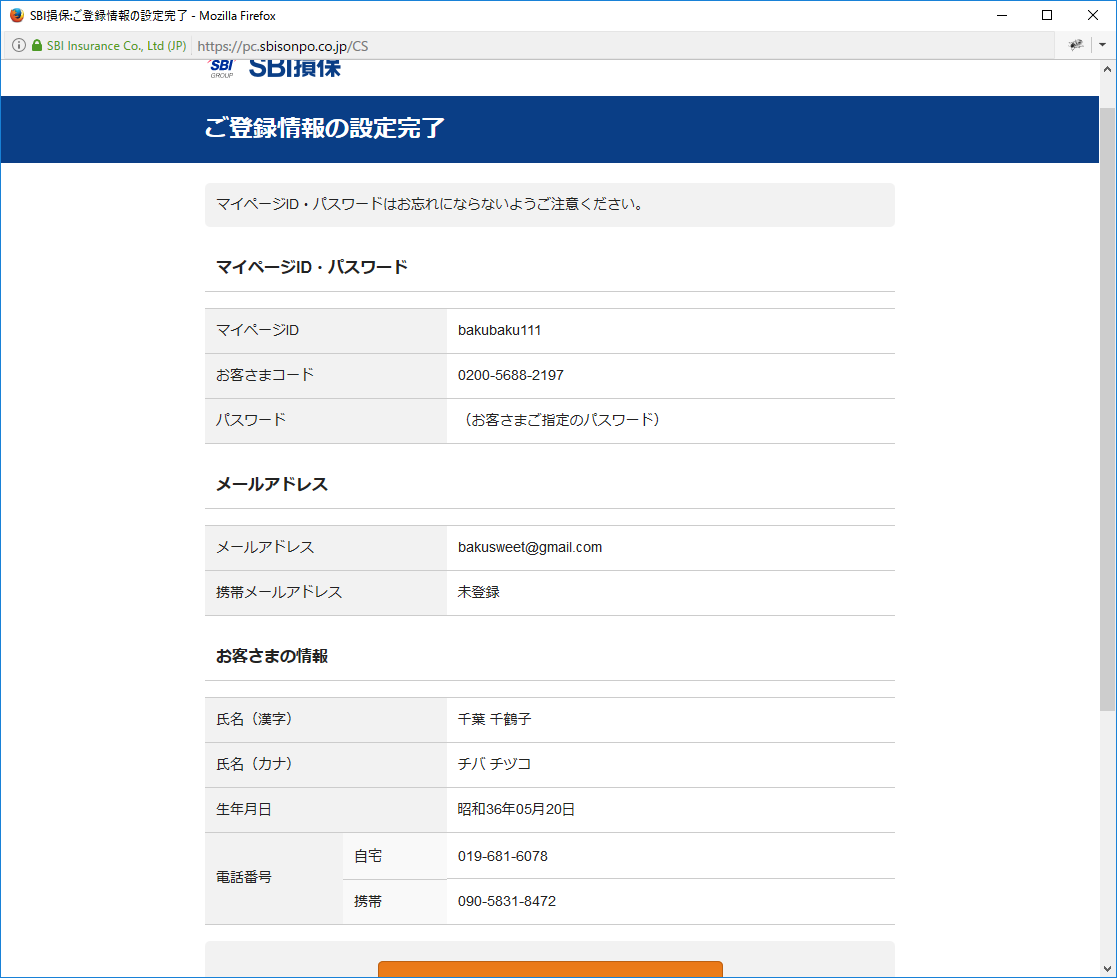 SBI損保:ご登録情報の設定完了 - Mozilla Firefox
SBI Insurance Co., Ltd (JP) https://pc.sbisonpo.co.jp/CS
SBI GROUP SBI損保
ご登録情報の設定完了
マイページID・パスワードはお忘れにならないようご注意ください。
マイページID・パスワード
マイページID bakubaku111
お客さまコード 0200-5688-2197
パスワード （お客さまご指定のパスワード）
メールアドレス
メールアドレス bakusweet@gmail.com
携帯メールアドレス 未登録
お客さまの情報
氏名（漢字） 千葉 千鶴子
氏名（カナ） チバ チヅコ
生年月日 昭和36年05月20日
電話番号 自宅 019-681-6078
携帯 090-5831-8472